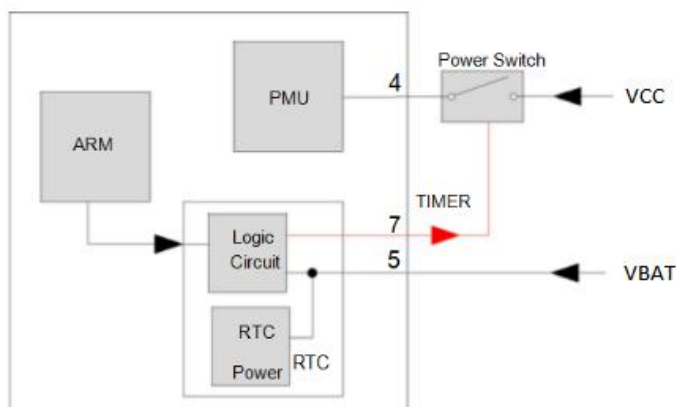 Power Switch
PMU
4
VCC
ARM
TIMER
Logic
Circuit
7
5
VBAT
RTC
Power
RTC